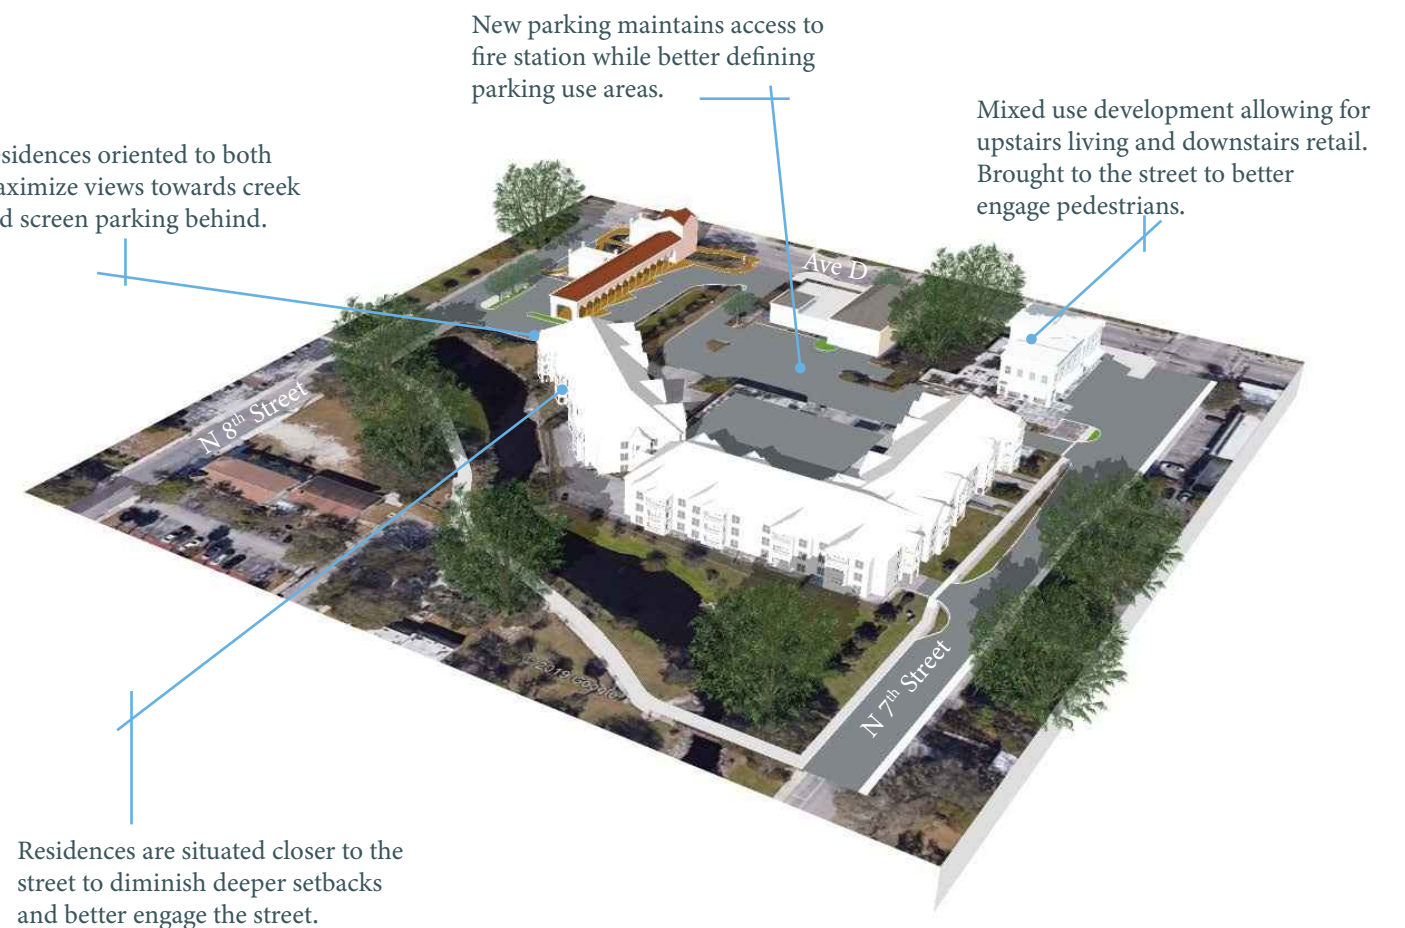 New parking maintains access to
fire station while better defining
parking use areas.
Mixed use development allowing for
upstairs living and downstairs retail.
Brought to the street to better
engage pedestrians.
esidences oriented to both
aximize views towards creek
d screen parking behind.
Ave D
N 8th Street
© 2019 Google
N 7th Street
Residences are situated closer to the
street to diminish deeper setbacks
and better engage the street.